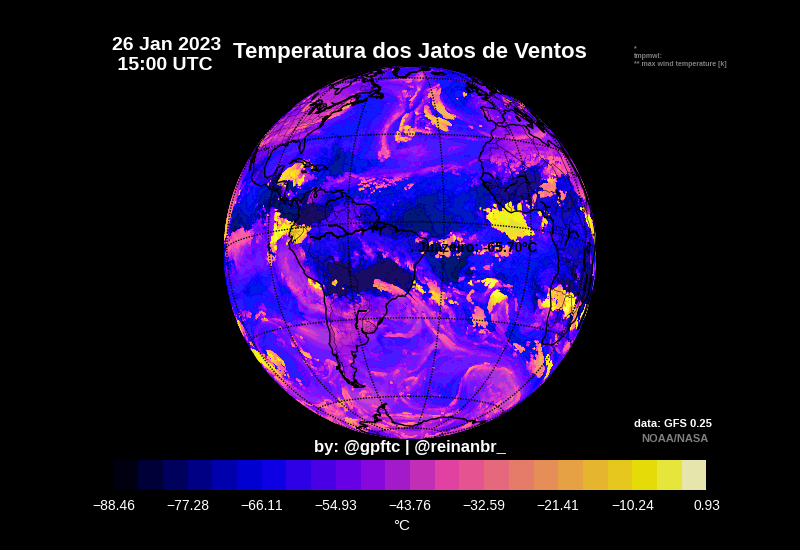 26 Jan 2023
15:00 UTC
Temperatura dos Jatos de Ventos
*
tmpmwl:
** max wind temperature [k]
Juazeiro: -65.70°C
data: GFS 0.25
NOAA/NASA
by: @gpftc | @reinanbr_
−88.46 −77.28 −66.11 −54.93 −43.76 −32.59 −21.41 −10.24 0.93
°C